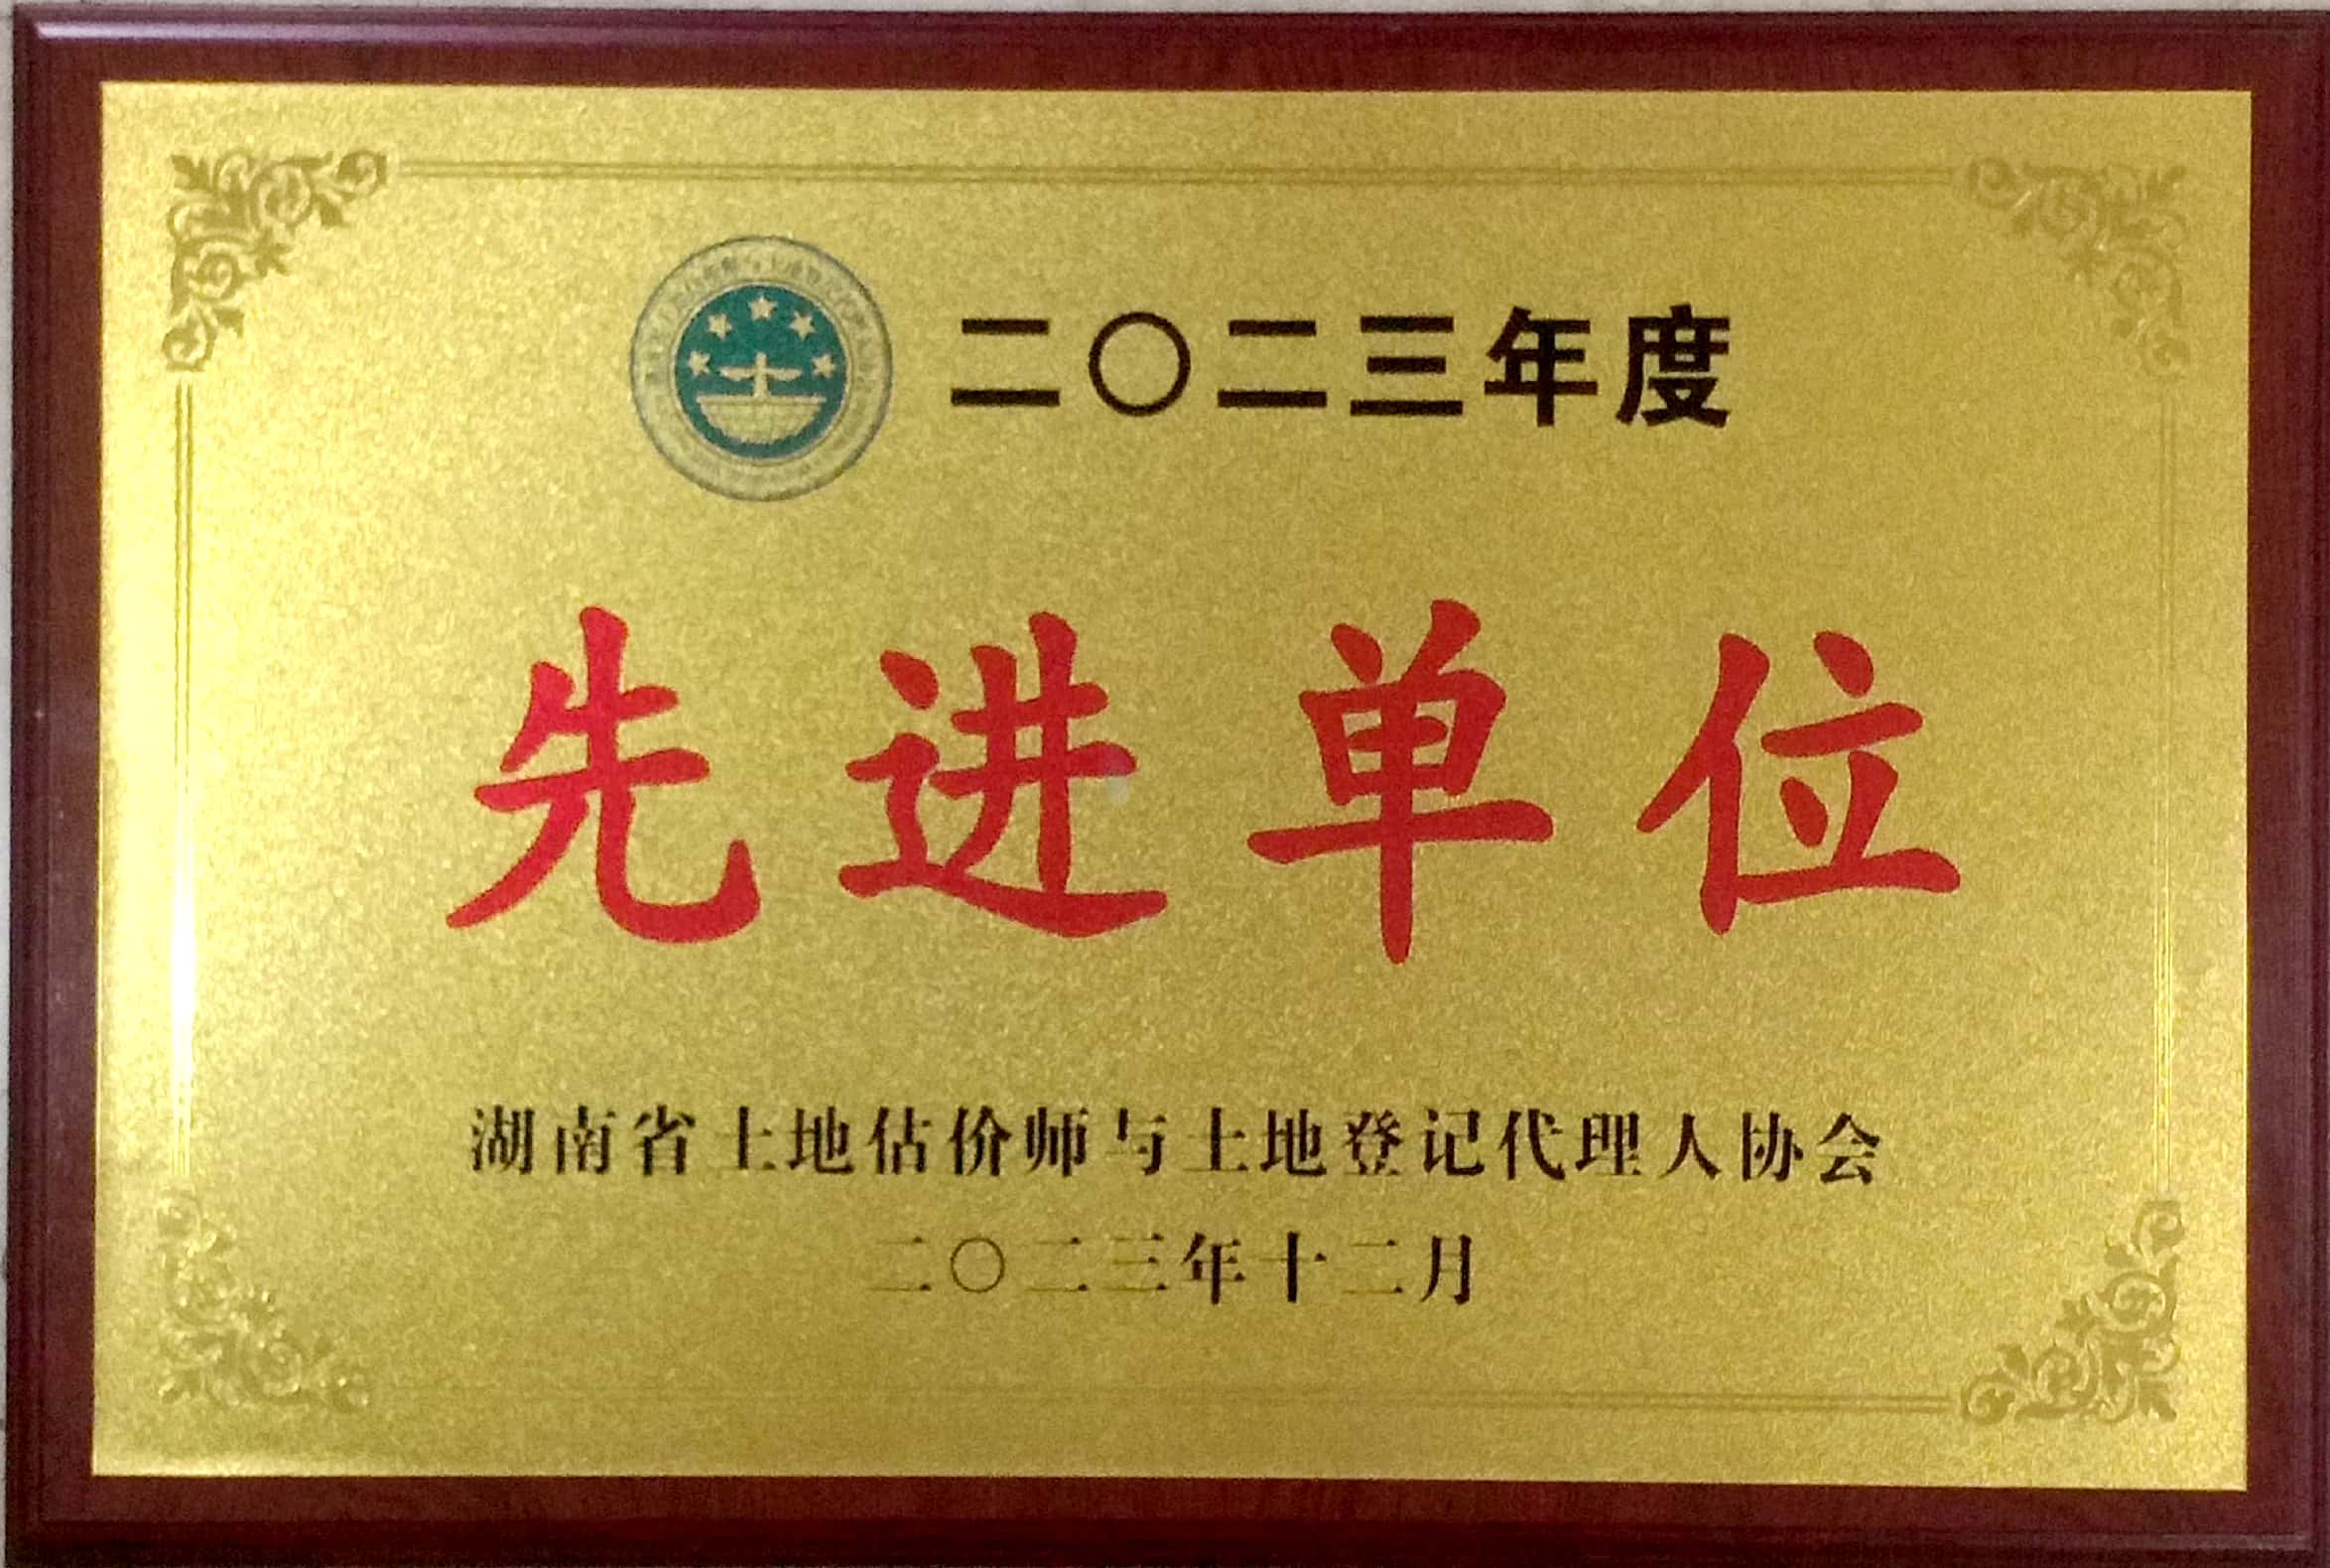 二〇二三年度
先进单位
湖南省土地估价师与土地登记代理人协会
二〇二三年十二月